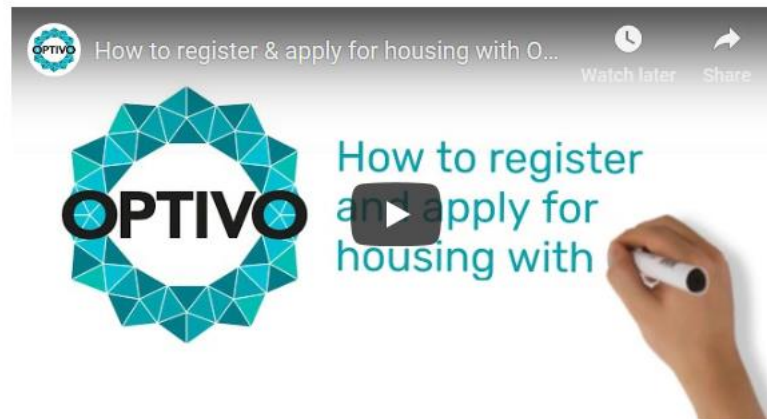 OPTIVO
How to register & apply for housing with O...
Watch later
Share
OPTIVO
How to register
and apply for
housing with